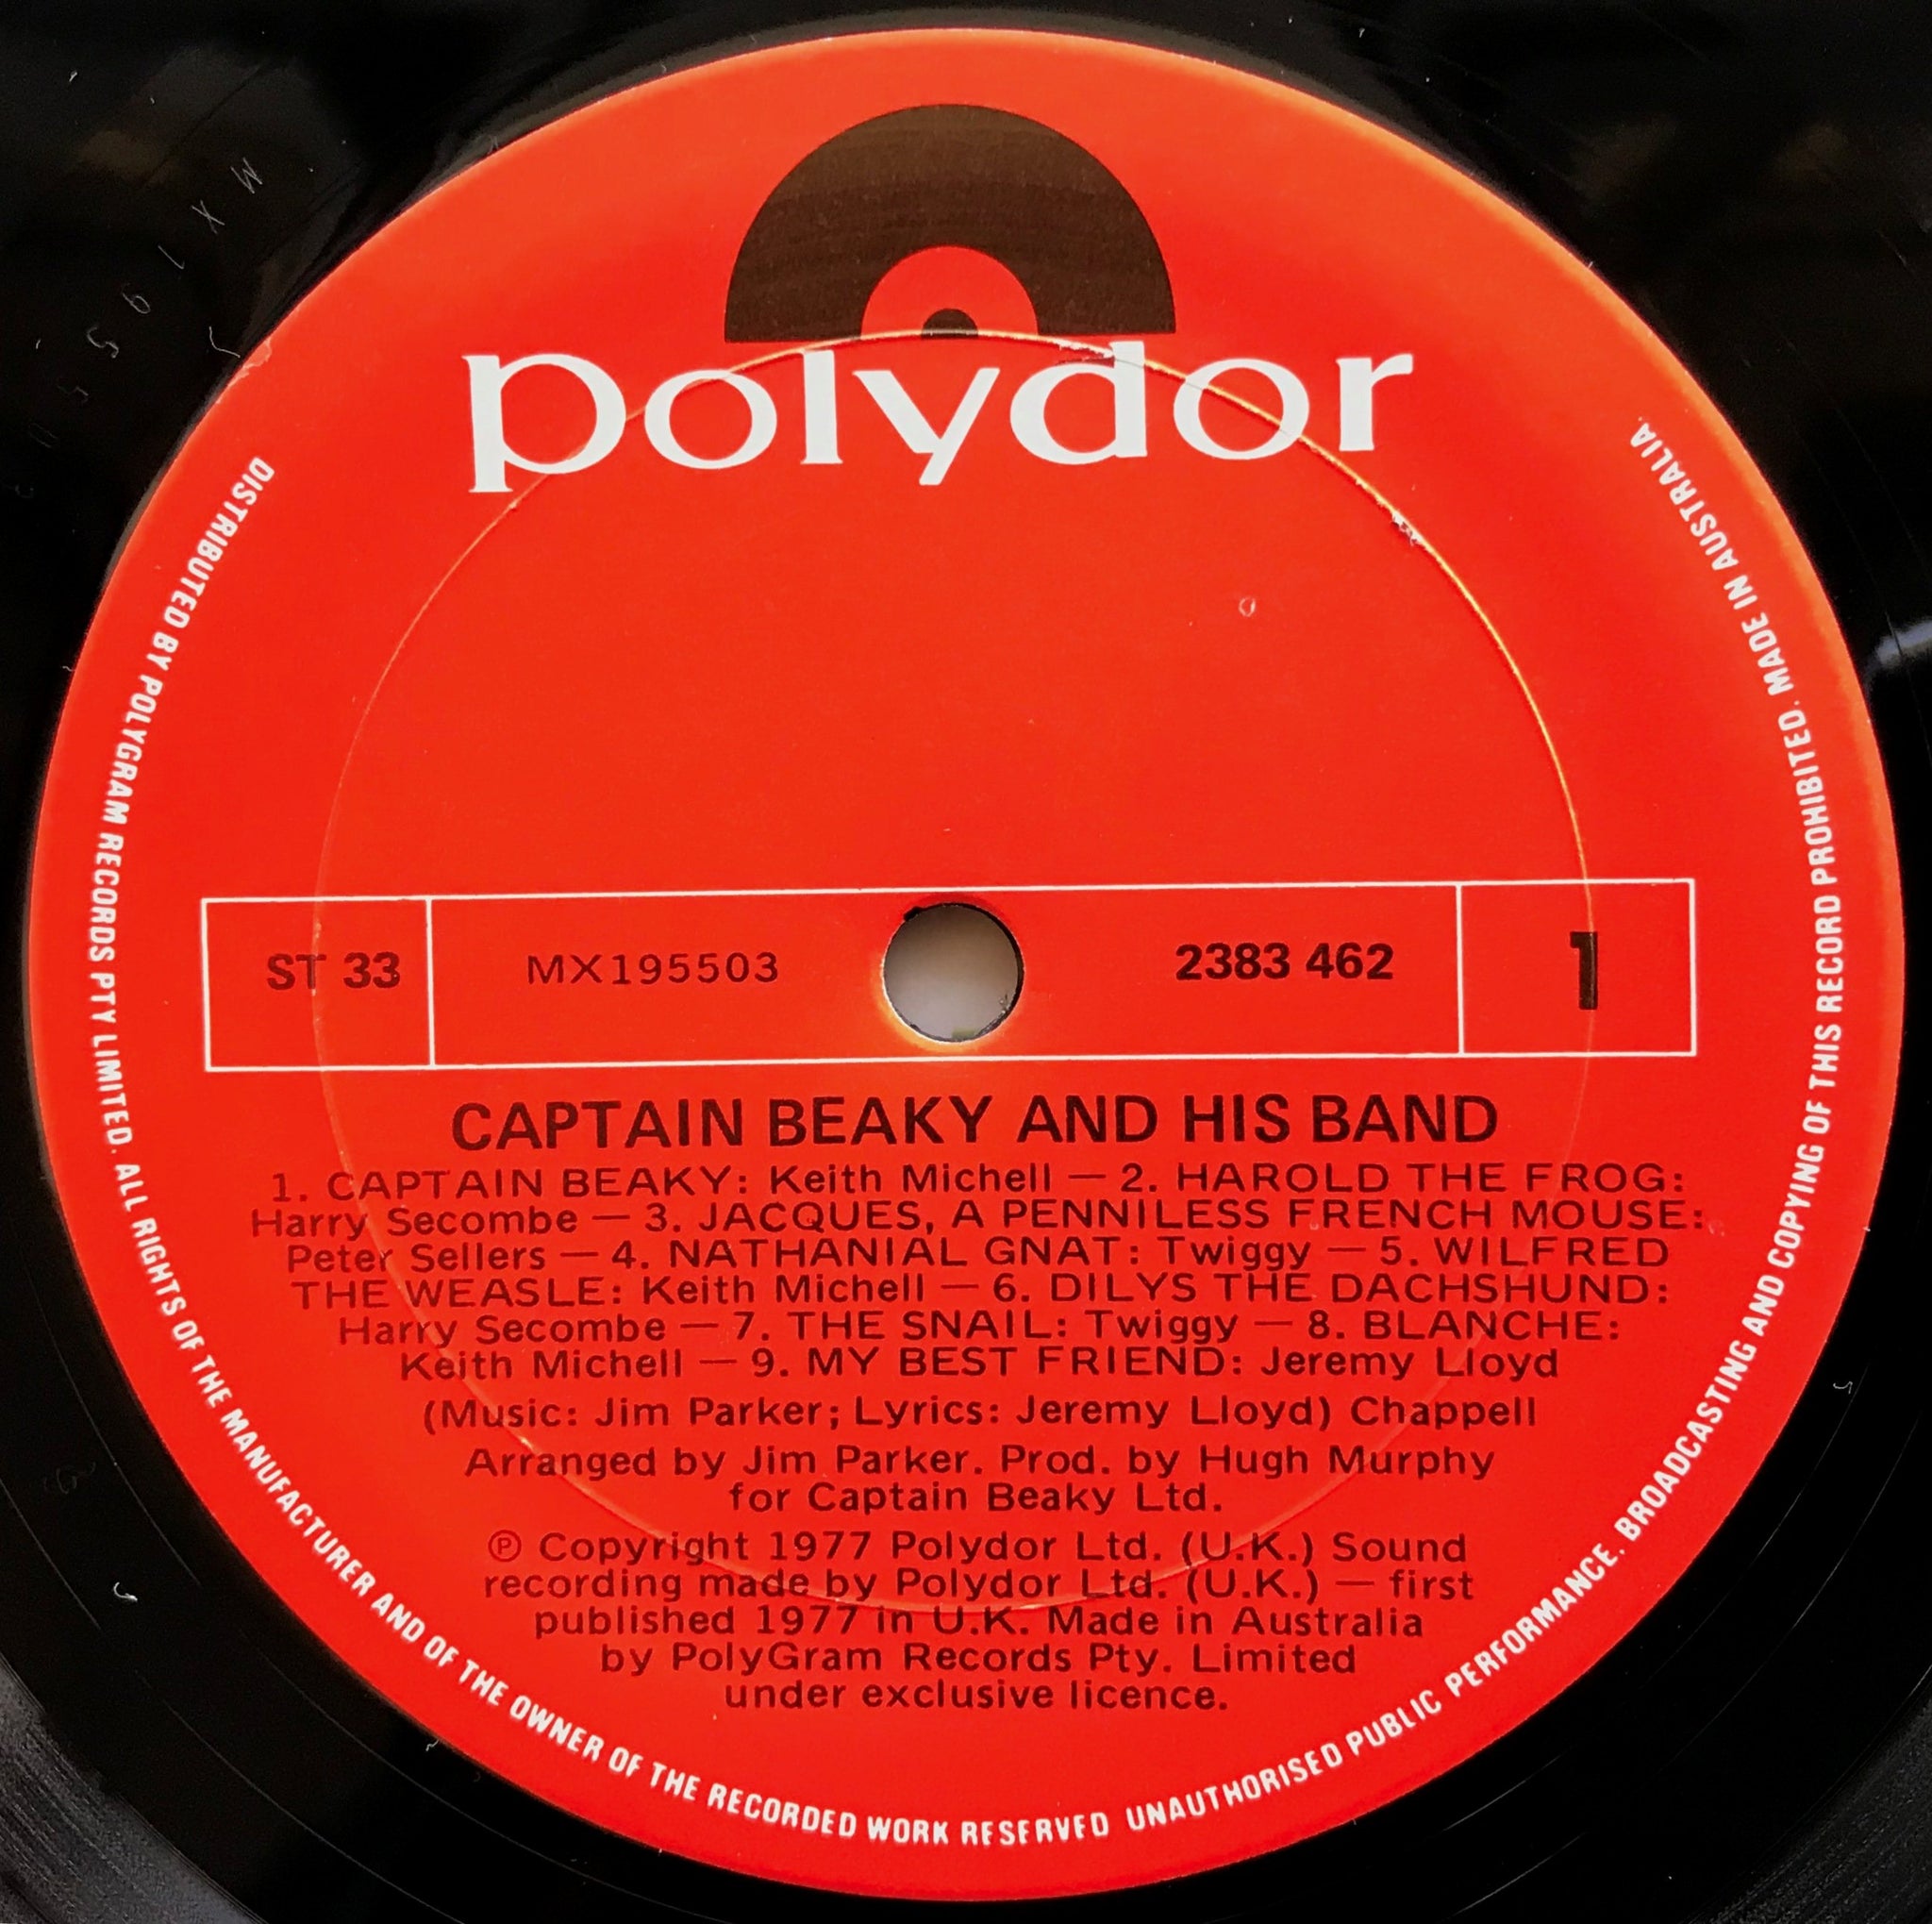 polydor
ST 33
MX195503
2383 462
1
CAPTAIN BEAKY AND HIS BAND
1. CAPTAIN BEAKY: Keith Michell — 2. HAROLD THE FROG:
Harry Secombe — 3. JACQUES, A PENNILESS FRENCH MOUSE:
Peter Sellers — 4. NATHANIAL GNAT: Twiggy — 5. WILFRED
THE WEASLE: Keith Michell — 6. DILYS THE DACHSHUND:
Harry Secombe — 7. THE SNAIL: Twiggy — 8. BLANCHE:
Keith Michell — 9. MY BEST FRIEND: Jeremy Lloyd
(Music: Jim Parker; Lyrics: Jeremy Lloyd) Chappell
Arranged by Jim Parker. Prod. by Hugh Murphy
for Captain Beaky Ltd.
Ⓟ Copyright 1977 Polydor Ltd. (U.K.) Sound
recording made by Polydor Ltd. (U.K.) — first
published 1977 in U.K. Made in Australia
by PolyGram Records Pty. Limited
under exclusive licence.
DISTRIBUTED BY POLYGRAM RECORDS PTY LIMITED. ALL RIGHTS OF THE MANUFACTURER AND OF THE OWNER OF THE RECORDED WORK RESERVED UNAUTHORISED PUBLIC PERFORMANCE. BROADCASTING AND COPYING OF THIS RECORD PROHIBITED. MADE IN AUSTRALIA